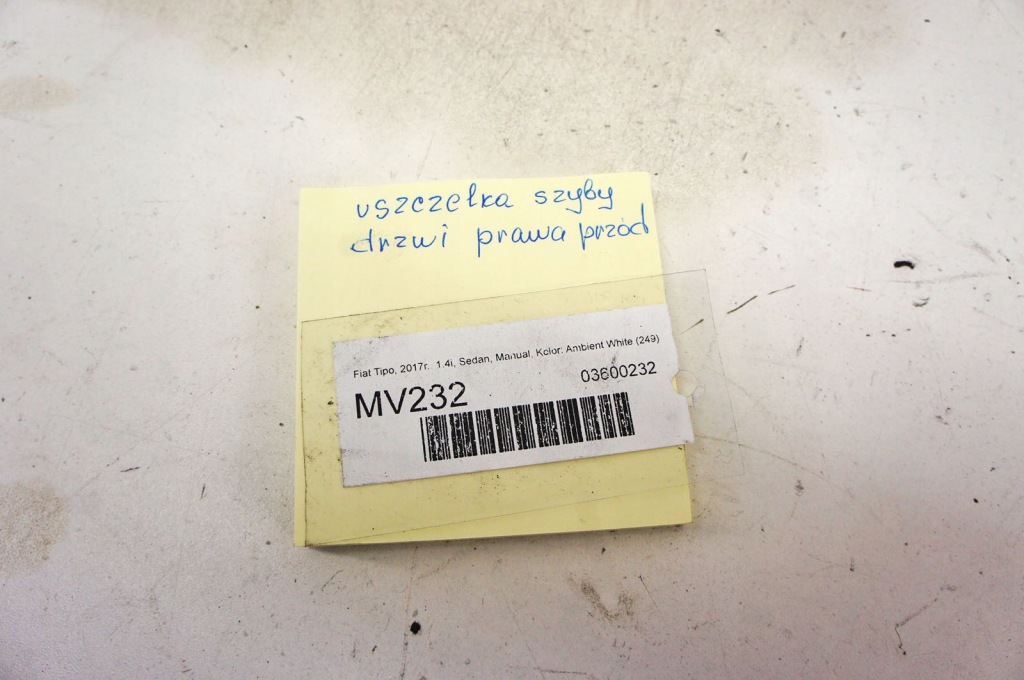 uszczelka szyby
drzwi prawa przód
Fiat Tipo, 2017r. 1.4i, Sedan, Manual, Kolor: Ambient White (249)
MV232
03600232